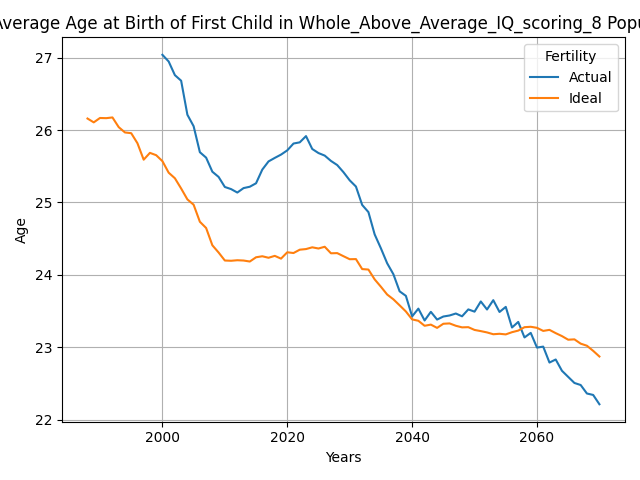 Average Age at Birth of First Child in Whole_Above_Average_IQ_scoring_8
Fertility
Actual
Ideal
27
26
25
24
23
22
Age
2000
2020
2040
2060
Years